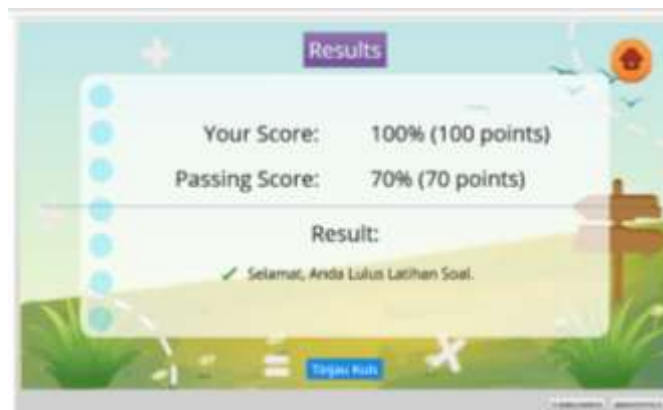 Results
Your Score: 100% (100 points)
Passing Score: 70% (70 points)
Result:
✓ Selamat, Anda Lulus Latihan Soal.
Tinjau Kuis